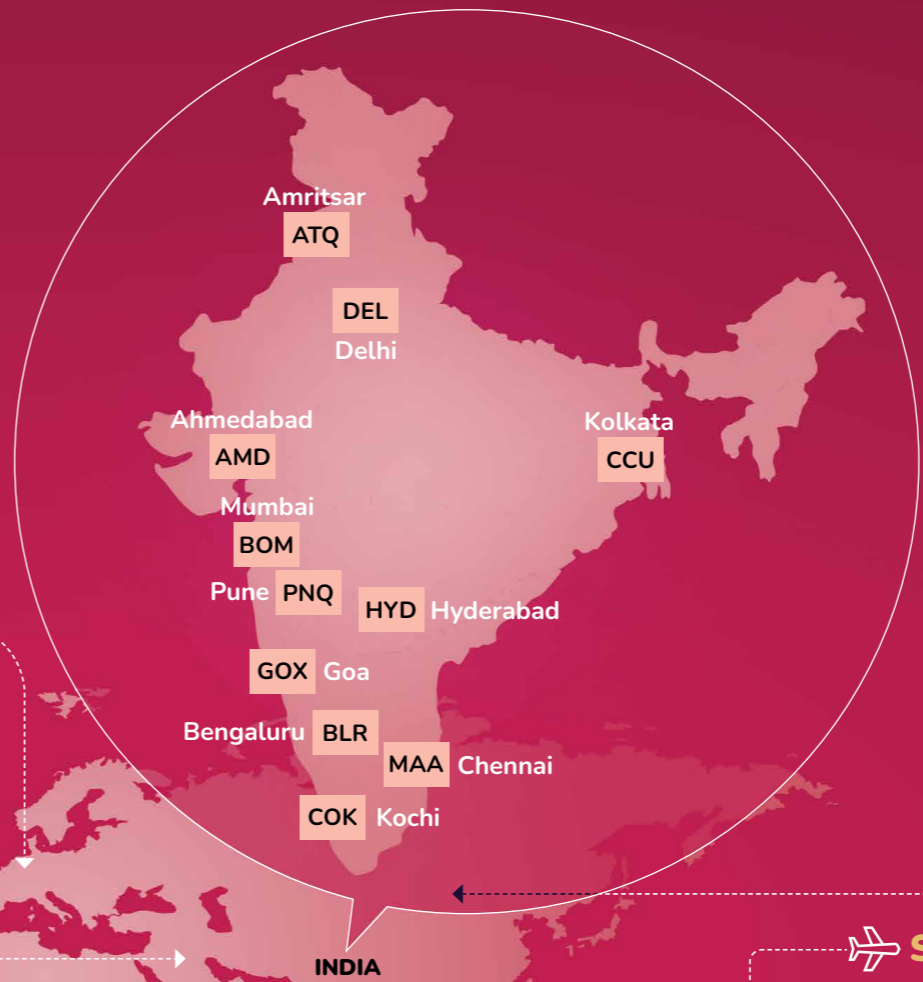 Amritsar
ATQ
DEL
Delhi
Ahmedabad
AMD
Kolkata
CCU
Mumbai
BOM
Pune PNQ
HYD Hyderabad
GOX Goa
Bengaluru BLR
MAA Chennai
COK Kochi
S
INDIA